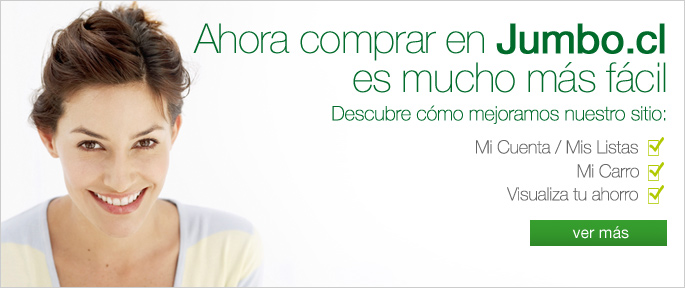 Ahora comprar en Jumbo.cl
es mucho más fácil
Descubre cómo mejoramos nuestro sitio:
Mi Cuenta / Mis Listas
Mi Carro
Visualiza tu ahorro
ver más